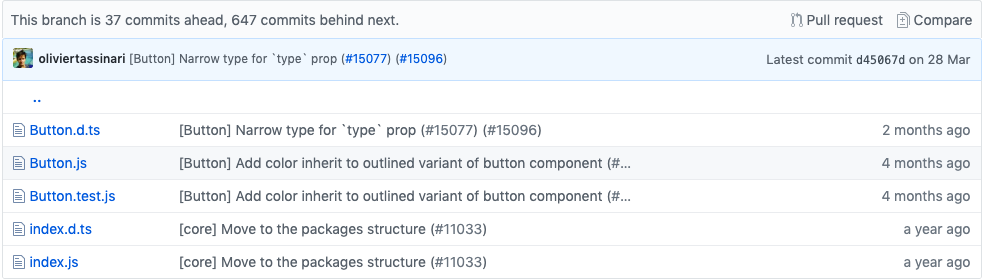 This branch is 37 commits ahead, 647 commits behind next. Pull request Compare
oliviertassinari [Button] Narrow type for `type` prop (#15077) (#15096) Latest commit d45067d on 28 Mar
..
Button.d.ts [Button] Narrow type for `type` prop (#15077) (#15096) 2 months ago
Button.js [Button] Add color inherit to outlined variant of button component (#... 4 months ago
Button.test.js [Button] Add color inherit to outlined variant of button component (#... 4 months ago
index.d.ts [core] Move to the packages structure (#11033) a year ago
index.js [core] Move to the packages structure (#11033) a year ago